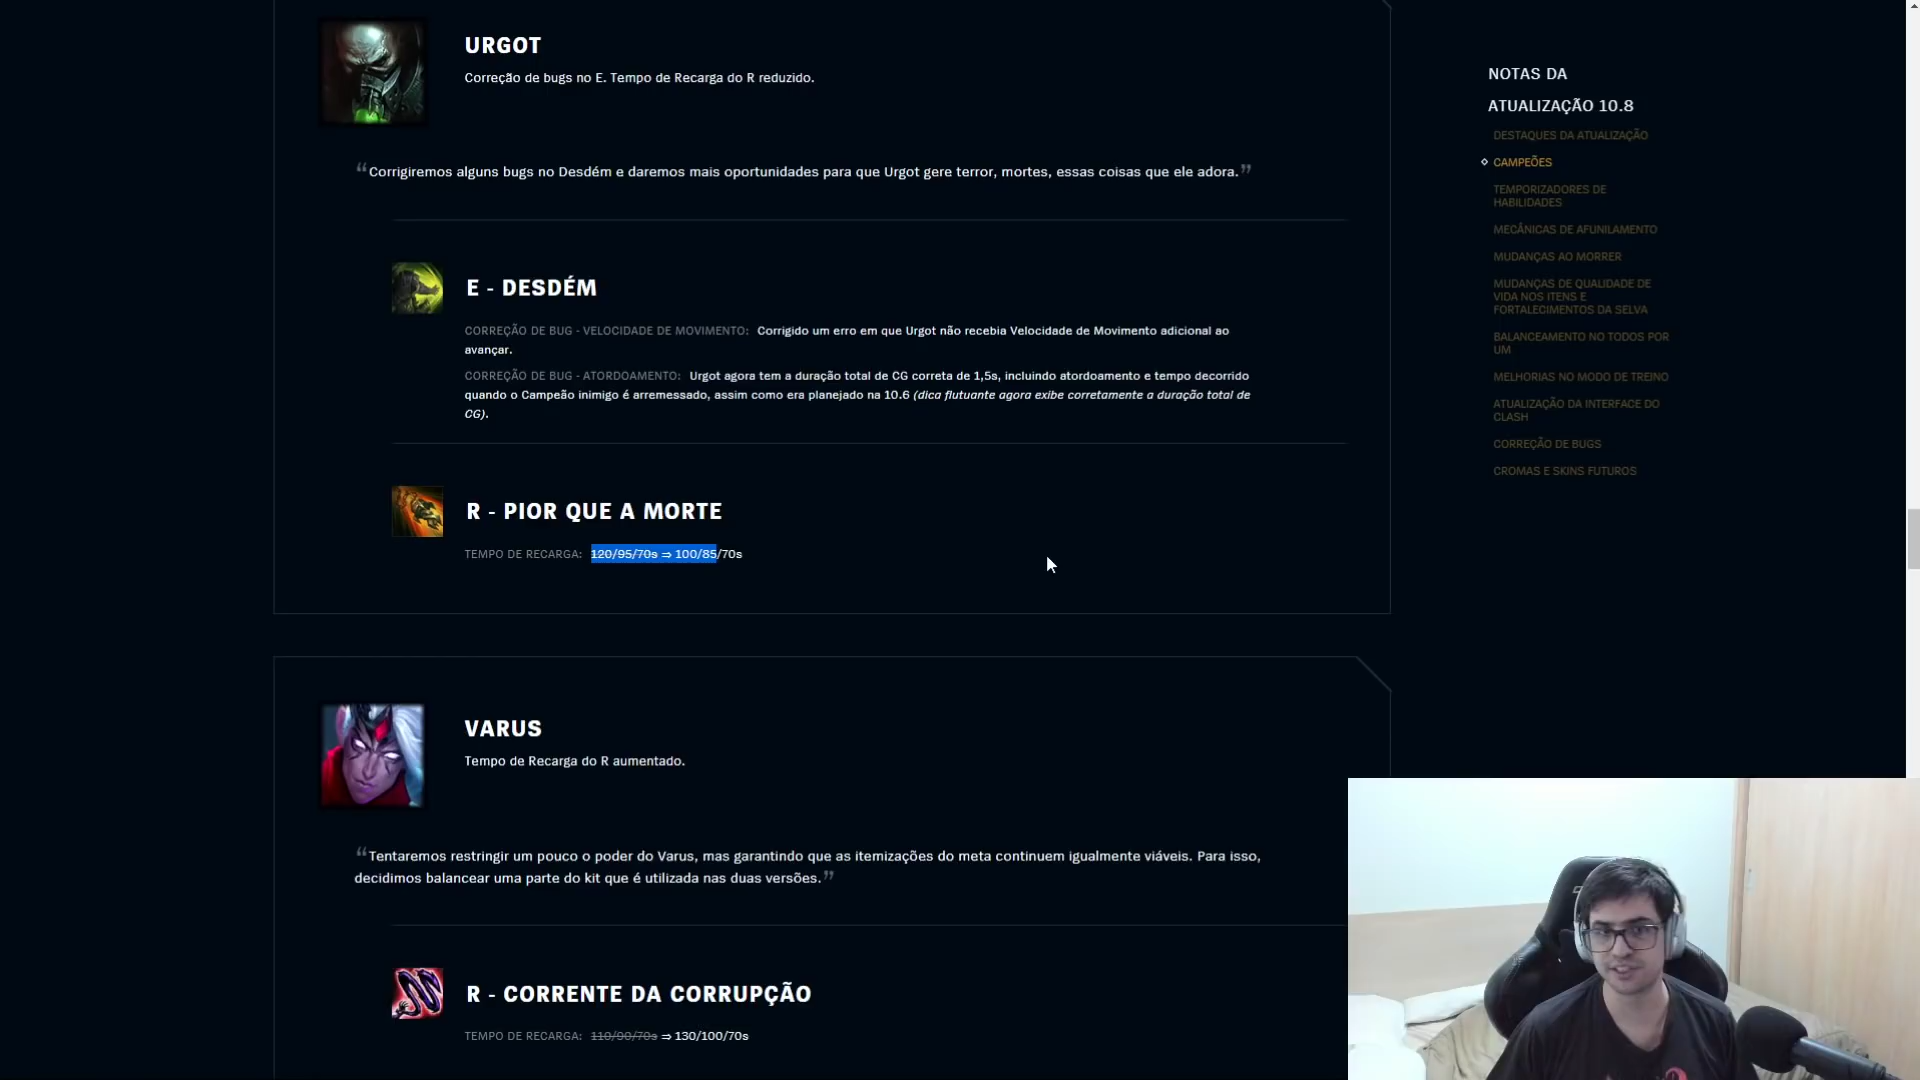 URGOT
Correção de bugs no E. Tempo de Recarga do R reduzido.
“Corrigiremos alguns bugs no Desdém e daremos mais oportunidades para que Urgot gere terror, mortes, essas coisas que ele adora.”
E - DESDÉM
CORREÇÃO DE BUG - VELOCIDADE DE MOVIMENTO: Corrigido um erro em que Urgot não recebia Velocidade de Movimento adicional ao
avançar.
CORREÇÃO DE BUG - ATORDOAMENTO: Urgot agora tem a duração total de CG correta de 1,5s, incluindo atordoamento e tempo decorrido
quando o Campeão inimigo é arremessado, assim como era planejado na 10.6 (dica flutuante agora exibe corretamente a duração total de
CG).
R - PIOR QUE A MORTE
TEMPO DE RECARGA: 120/95/70s ⇒ 100/85/70s
VARUS
Tempo de Recarga do R aumentado.
“Tentaremos restringir um pouco o poder do Varus, mas garantindo que as itemizações do meta continuem igualmente viáveis. Para isso,
decidimos balancear uma parte do kit que é utilizada nas duas versões.”
R - CORRENTE DA CORRUPÇÃO
TEMPO DE RECARGA: 110/90/70s ⇒ 130/100/70s
NOTAS DA
ATUALIZAÇÃO 10.8
DESTAQUES DA ATUALIZAÇÃO
CAMPEÕES
TEMPORIZADORES DE
HABILIDADES
MECÂNICAS DE AFUNILAMENTO
MUDANÇAS AO MORRER
MUDANÇAS DE QUALIDADE DE
VIDA NOS ITENS E
FORTALECIMENTOS DA SELVA
BALANCEAMENTO NO TODOS POR
UM
MELHORIAS NO MODO DE TREINO
ATUALIZAÇÃO DA INTERFACE DO
CLASH
CORREÇÃO DE BUGS
CROMAS E SKINS FUTUROS